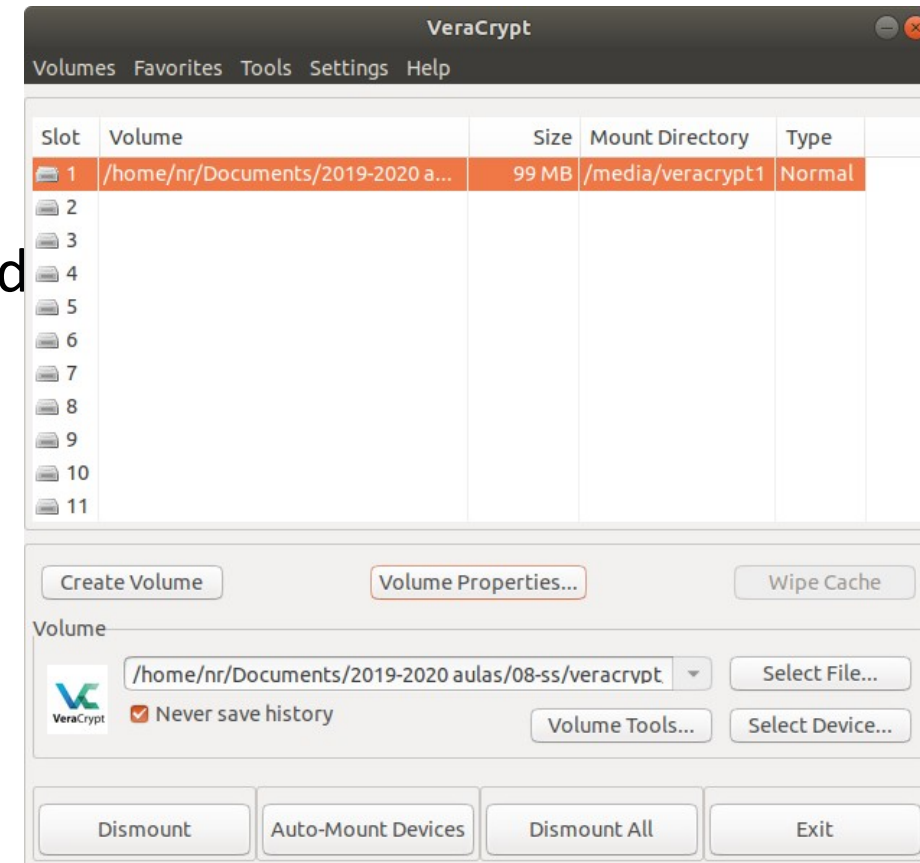 VeraCrypt
Volumes Favorites Tools Settings Help
Slot Volume Size Mount Directory Type
1 /home/nr/Documents/2019-2020 a... 99 MB /media/veracrypt1 Normal
2
3
d
4
5
6
7
8
9
10
11
Create Volume Volume Properties... Wipe Cache
Volume
/home/nr/Documents/2019-2020 aulas/08-ss/veracrypt Select File...
VeraCrypt
Never save history
Volume Tools... Select Device...
Dismount Auto-Mount Devices Dismount All Exit